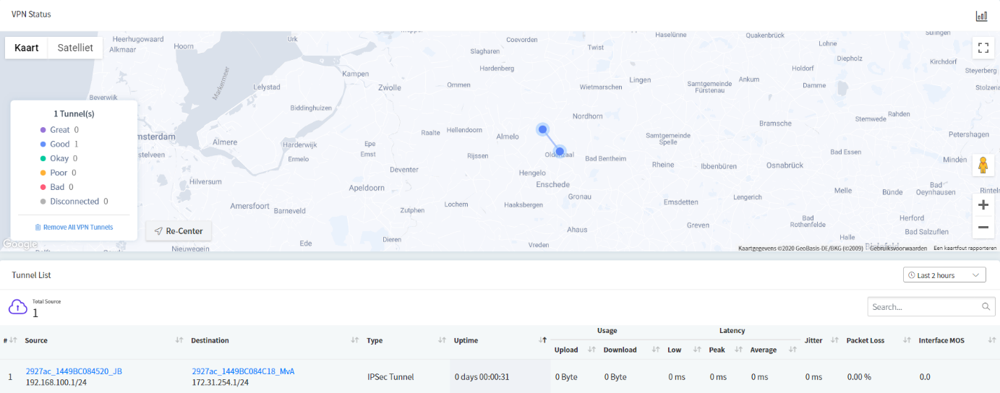 VPN Status
Kaart Satelliet
Heerhugowaard
Alkmaar
Hoorn
Urk
Coevorden
Haselünne
Quakenbrück
Sulingen
Slagharen
Twist
Lohne
Diepholz
Kirchdorf
Hardenberg
Holdorf
Steyerberg
Markermeer
Kampen
Lingen
Ankum
Lelystad
Zwolle
Ommen
Wietmarschen
Samtgemeinde
Fürstenau
Damme
Stolzena
Beverwijk
Biddinghuizen
Nordhorn
Stemwede
Rahden
1 Tunnel(s)
Great 0
Good 1
Okay 0
Poor 0
Bad 0
Disconnected 0
Remove All VPN Tunnels
msterdam
Almere
stelveen
Harderwijk
Ermelo
Raalte
Hellendoorn
Almelo
Bramsche
Samtgemeinde
Spelle
Petershagen
Epe
Emst
Rijssen
Bad Bentheim
Rheine
Ibbenbüren
Osnabrück
Bad Essen
Minden
Deventer
Hengelo
Hilversum
Apeldoorn
Enschede
Gronau
Melle
Bünde
Bad
Oeynhausen
Rinteln
Amersfoort
Barneveld
Zutphen
Lochem
Haaksbergen
Emsdetten
Lengerich
Bad
Rothenfelde
Herford
Bad Salzuflen
Re-Center
Ahaus
Greven
Halle
Google
Nieuwegein
Ede
Dieren
Vreden
Bielefeld
Kaartgegevens ©2020 GeoBasis-DE/BKG (©2009) Gebruiksvoorwaarden Een kaartfout rapporteren
Tunnel List
Last 2 hours
Total Source
1
Search...
# Source Destination Type Uptime Usage Latency Jitter Packet Loss Interface MOS
Upload Download Low Peak Average
1 2927ac_1449BC084520_JB 2927ac_1449BC084C18_MvA IPSec Tunnel 0 days 00:00:31 0 Byte 0 Byte 0 ms 0 ms 0 ms 0 ms 0.00 % 0.0
192.168.100.1/24 172.31.254.1/24